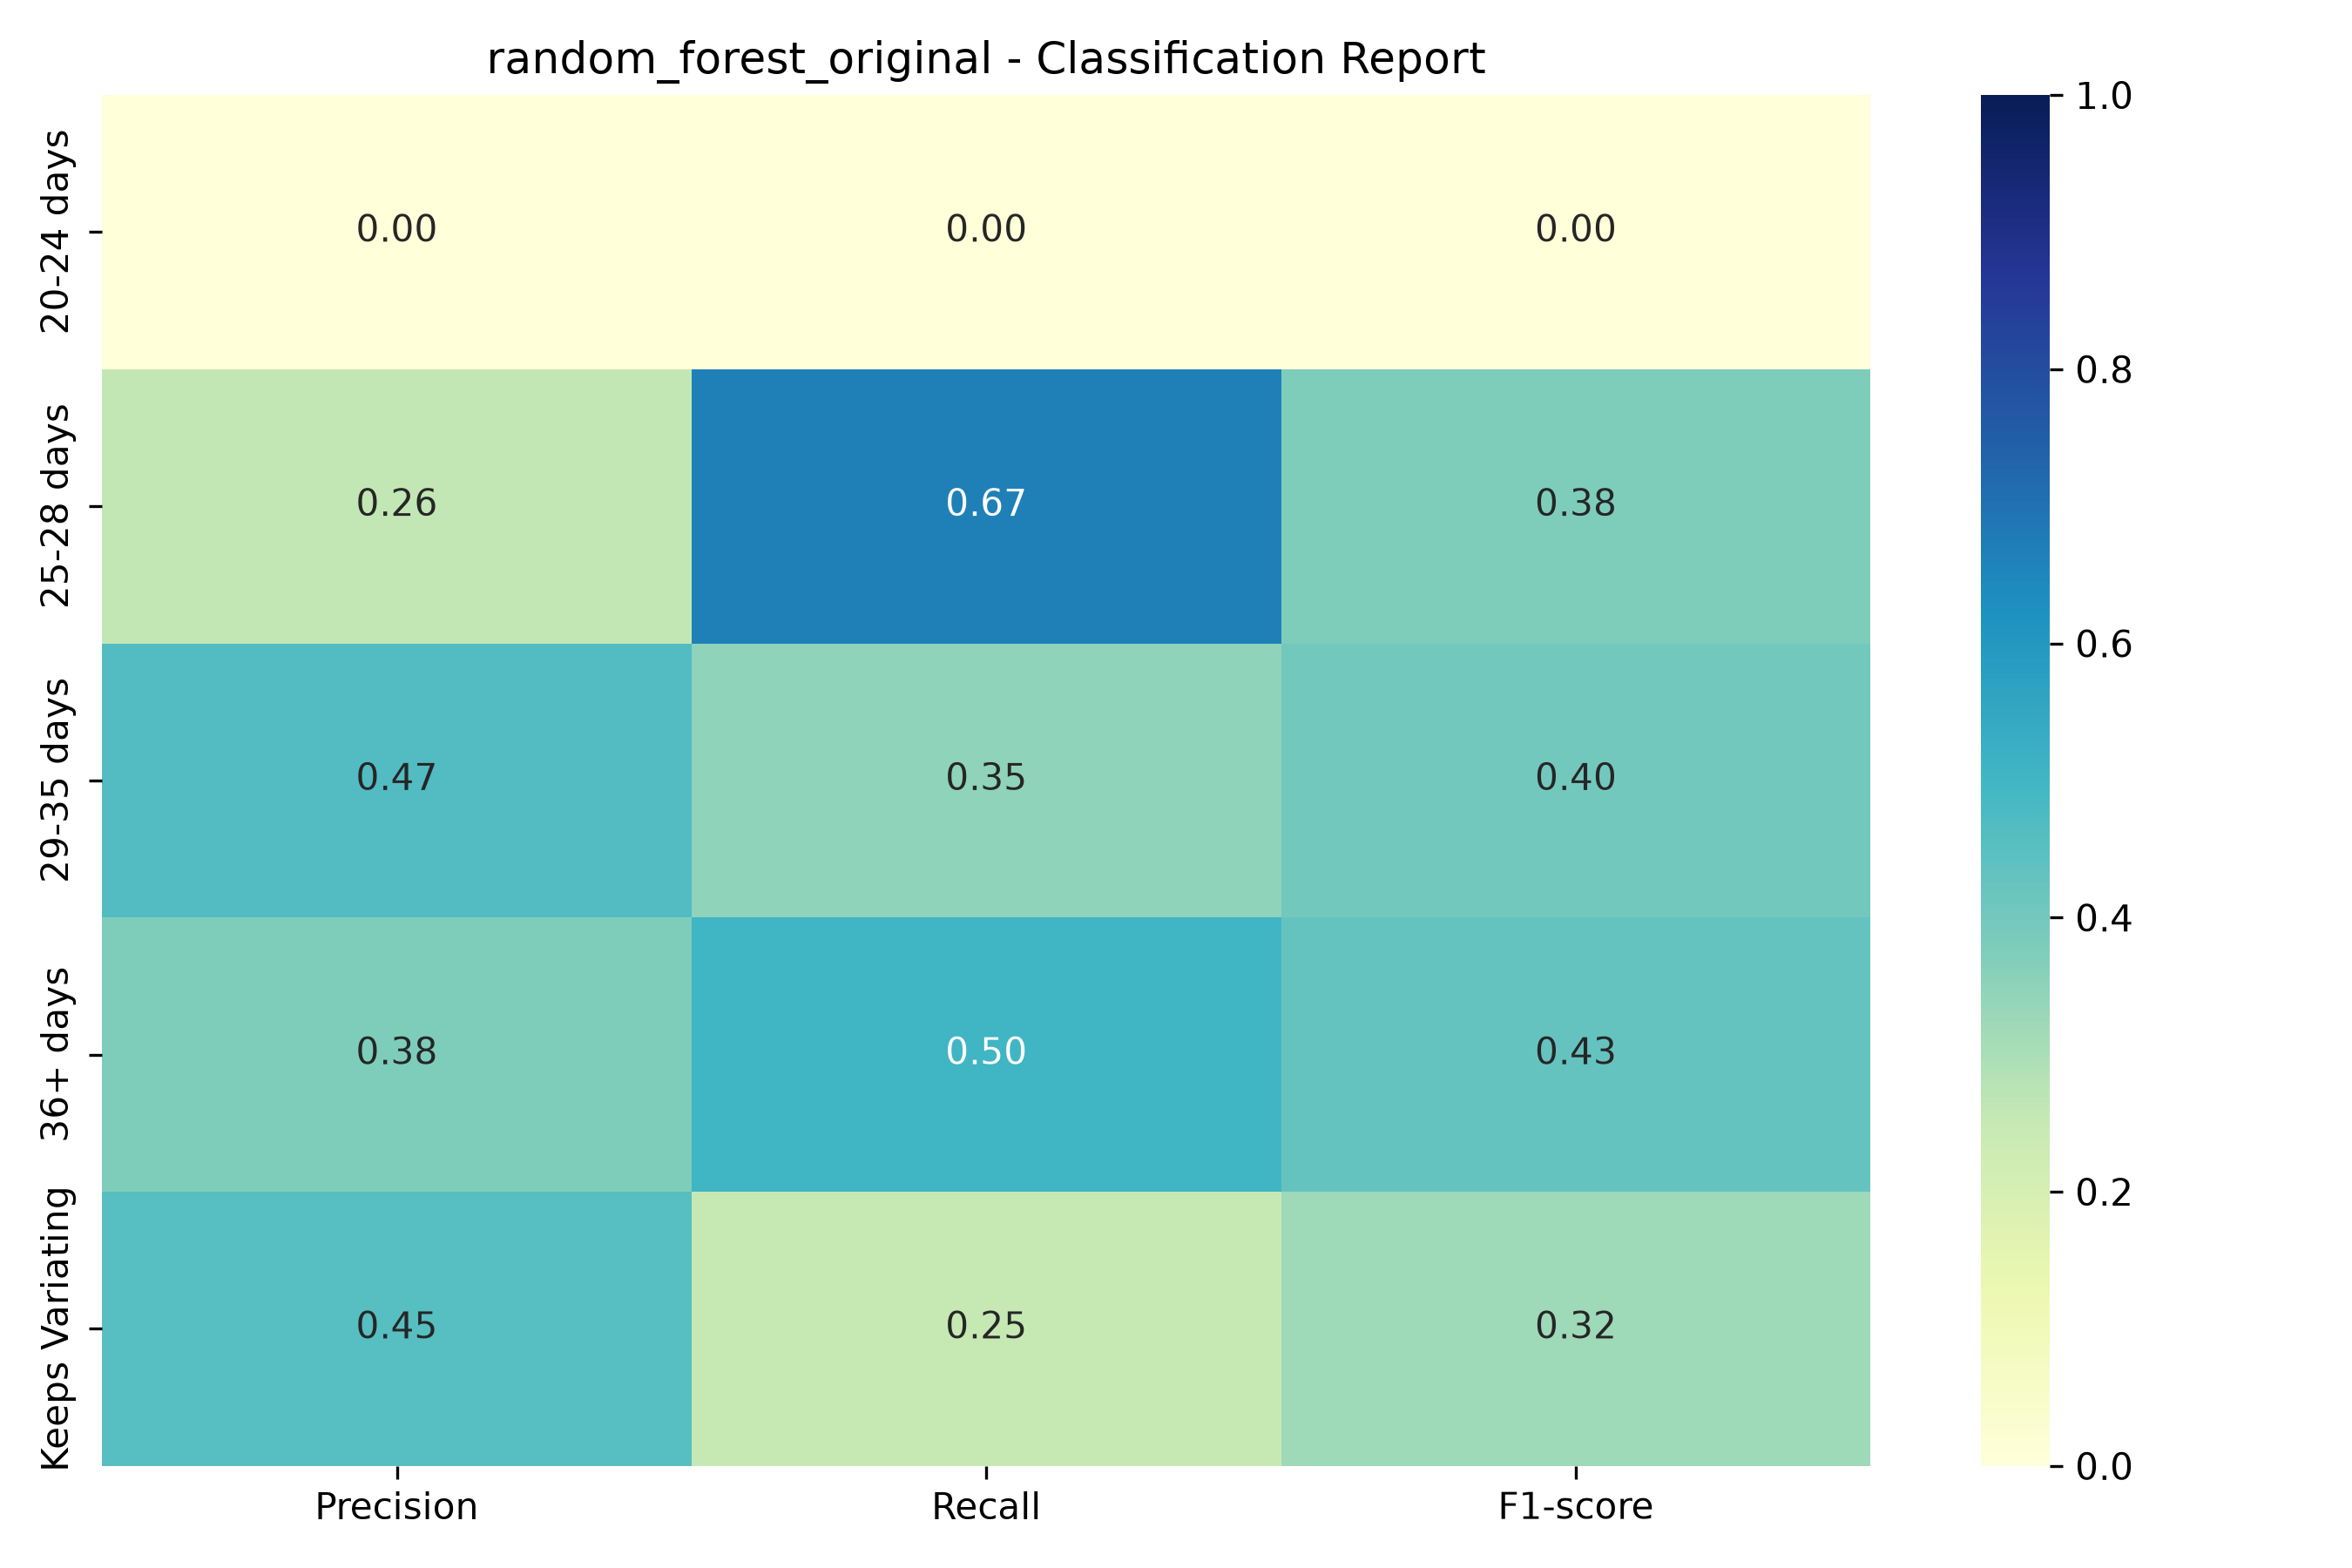 random_forest_original - Classification Report
20-24 days
0.00 0.00 0.00
25-28 days
0.26 0.67 0.38
29-35 days
0.47 0.35 0.40
36+ days
0.38 0.50 0.43
Keeps Variating
0.45 0.25 0.32
Precision Recall F1-score
1.0
0.8
0.6
0.4
0.2
0.0